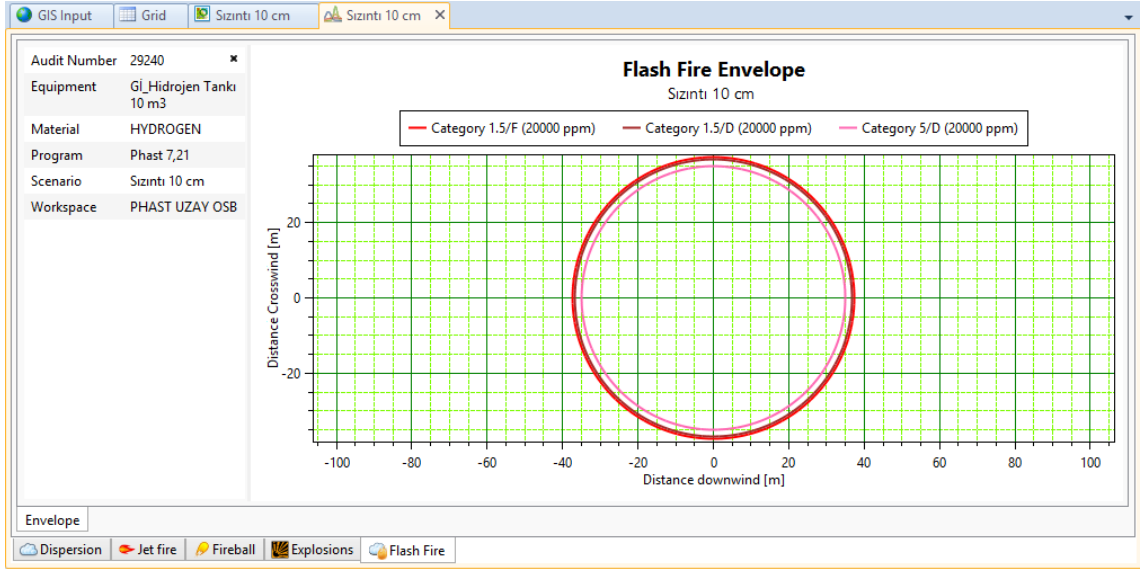 GIS Input
Grid
Sızıntı 10 cm
Sızıntı 10 cm
Audit Number 29240
Equipment Gİ_Hidrojen Tankı
10 m3
Material HYDROGEN
Program Phast 7,21
Scenario Sızıntı 10 cm
Workspace PHAST UZAY OSB
Flash Fire Envelope
Sızıntı 10 cm
Category 1.5/F (20000 ppm) Category 1.5/D (20000 ppm) Category 5/D (20000 ppm)
Distance Crosswind [m]
20
0
-20
-100 -80 -60 -40 -20 0 20 40 60 80 100
Distance downwind [m]
Envelope
Dispersion Jet fire Fireball Explosions Flash Fire